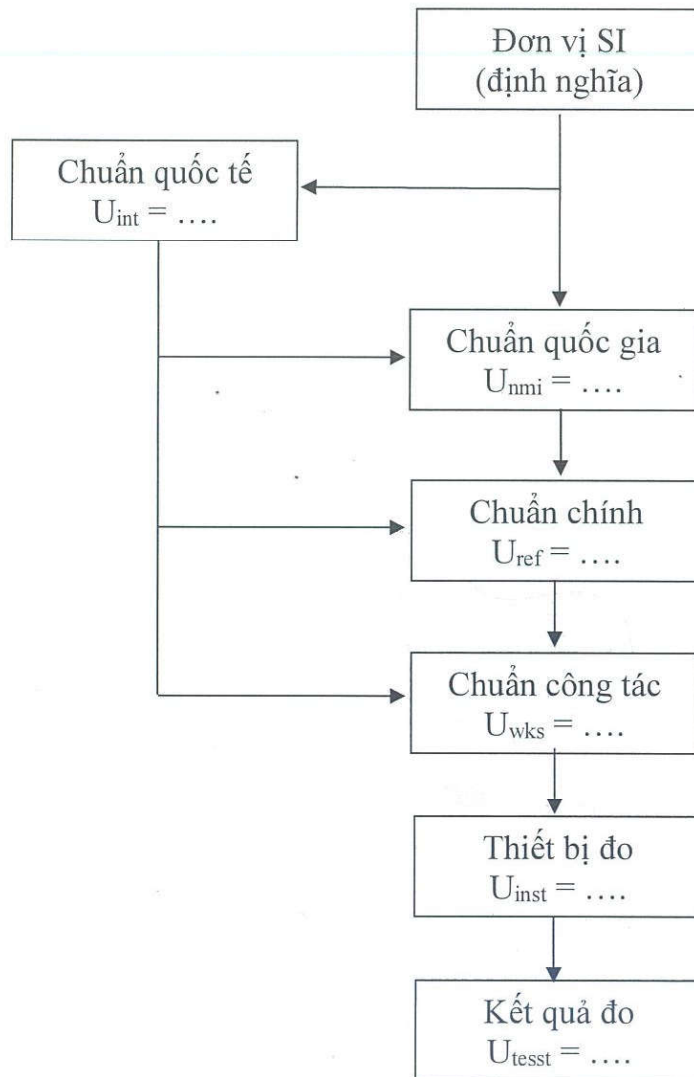 Đơn vị SI
(định nghĩa)
Chuẩn quốc tế
Uint = ....
Chuẩn quốc gia
Unmi = ....
Chuẩn chính
Uref = ....
Chuẩn công tác
Uwks = ....
Thiết bị đo
Uinst = ....
Kết quả đo
Utesst = ....